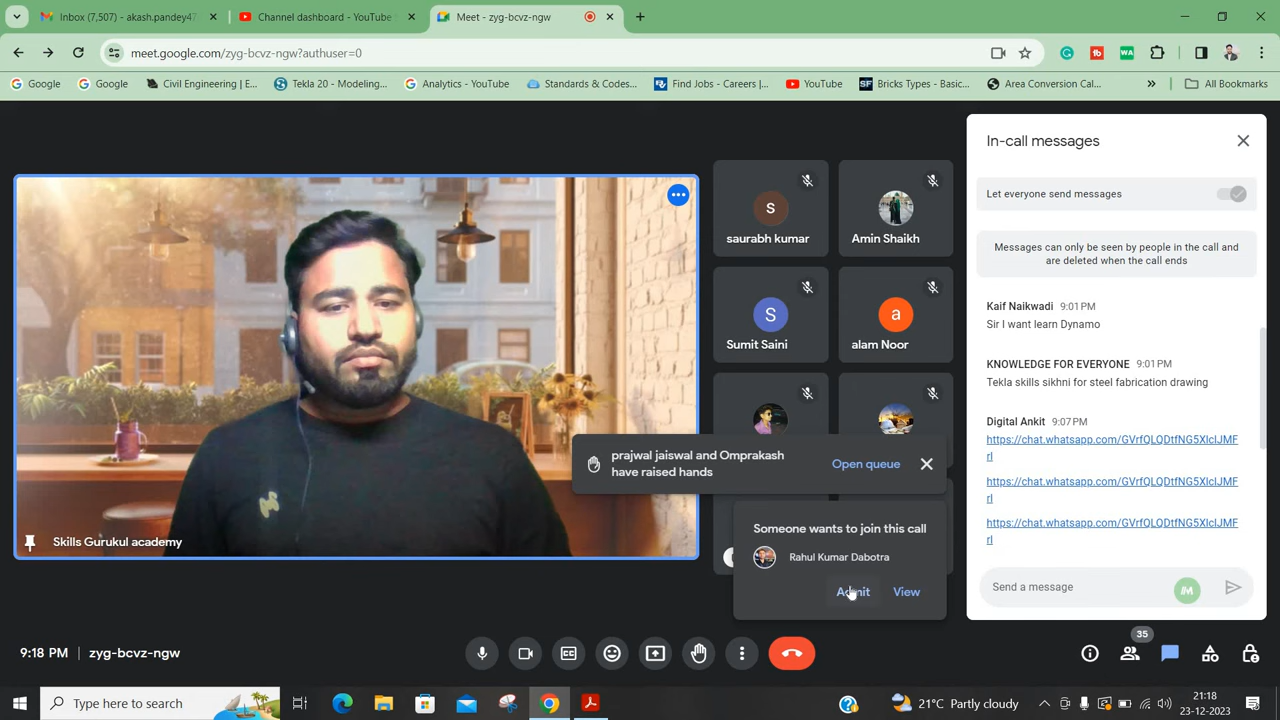 Inbox (7,507) - akash.pandey47
Channel dashboard - YouTube
Meet - zyg-bcvz-ngw
meet.google.com/zyg-bcvz-ngw?authuser=0
Google
Google
Civil Engineering | E...
Tekla 20 - Modeling...
Analytics - YouTube
Standards & Codes...
Find Jobs - Careers |...
YouTube
Bricks Types - Basic...
Area Conversion Cal...
»
All Bookmarks
Skills Gurukul academy
saurabh kumar
Amin Shaikh
Sumit Saini
alam Noor
prajwal jaiswal and Omprakash
have raised hands
Open queue
Someone wants to join this call
Rahul Kumar Dabotra
Admit
View
In-call messages
Let everyone send messages
Messages can only be seen by people in the call and
are deleted when the call ends
Kaif Naikwadi 9:01 PM
Sir I want learn Dynamo
KNOWLEDGE FOR EVERYONE 9:01 PM
Tekla skills sikhni for steel fabrication drawing
Digital Ankit 9:07 PM
https://chat.whatsapp.com/GVrfQLQDtfNG5XlcIJMF
rl
https://chat.whatsapp.com/GVrfQLQDtfNG5XlcIJMF
rl
https://chat.whatsapp.com/GVrfQLQDtfNG5XlcIJMF
rl
Send a message
9:18 PM
zyg-bcvz-ngw
35
Type here to search
21°C Partly cloudy
21:18
23-12-2023